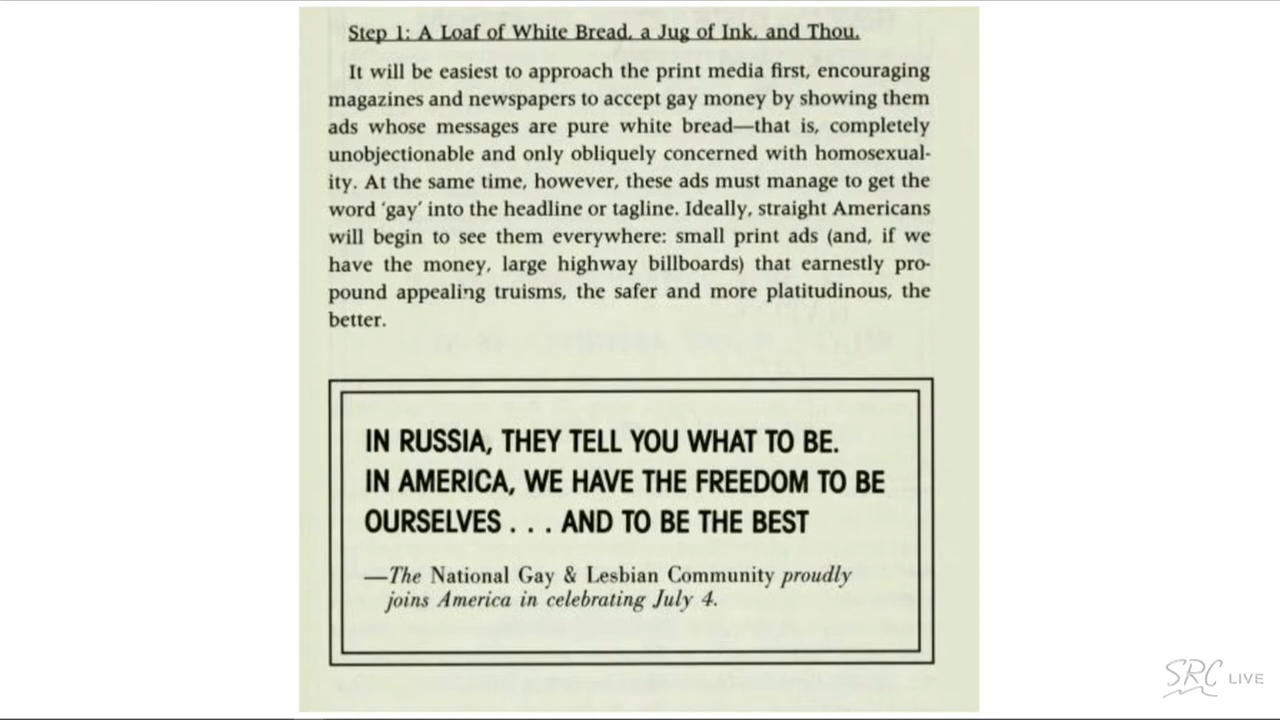 Step 1: A Loaf of White Bread, a Jug of Ink, and Thou.
It will be easiest to approach the print media first, encouraging
magazines and newspapers to accept gay money by showing them
ads whose messages are pure white bread—that is, completely
unobjectionable and only obliquely concerned with homosexual-
ity. At the same time, however, these ads must manage to get the
word ‘gay’ into the headline or tagline. Ideally, straight Americans
will begin to see them everywhere: small print ads (and, if we
have the money, large highway billboards) that earnestly pro-
pound appealing truisms, the safer and more platitudinous, the
better.
IN RUSSIA, THEY TELL YOU WHAT TO BE.
IN AMERICA, WE HAVE THE FREEDOM TO BE
OURSELVES . . . AND TO BE THE BEST
—The National Gay & Lesbian Community proudly
joins America in celebrating July 4.
SRC LIVE